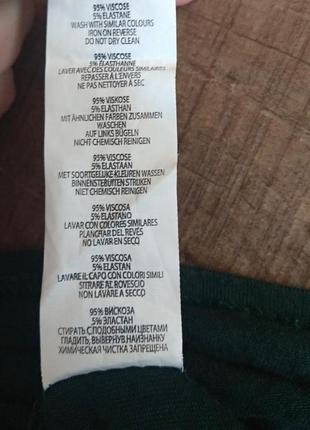 95% VISCOSE
5% ELASTANE
WASH WITH SIMILAR COLOURS
IRON ON REVERSE
DO NOT DRY CLEAN
95% VISCOSE
5% ELASTHANNE
LAVER AVEC DES COULEURS SIMILAIRES
REPASSER À L'ENVERS
NE PAS NETTOYER À SEC
95% VISKOSE
5% ELASTHAN
MIT ÄHNLICHEN FARBEN ZUSAMMEN
WASCHEN
AUF LINKS BÜGELN
NICHT CHEMISCH REINIGEN
95% VISCOSE
5% ELASTAAN
MET SOORTGELIJKE KLEUREN WASSEN
BINNENSTEBUITEN STRIJKEN
NIET CHEMISCH REINIGEN
95% VISCOSA
5% ELASTANO
LAVAR CON COLORES SIMILARES
PLANCHAR DEL REVÉS
NO LAVAR EN SECO
95% VISCOSA
5% ELASTAN
LAVARE IL CAPO CON COLORI SIMILI
STIRARE AL ROVESCIO
NON LAVARE A SECCO
95% ВИСКОЗА
5% ЭЛАСТАН
СТИРАТЬ С ПОДОБНЫМИ ЦВЕТАМИ
ГЛАДИТЬ, ВЫВЕРНУВ НАИЗНАНКУ
ХИМИЧЕСКАЯ ЧИСТКА ЗАПРЕЩЕНА